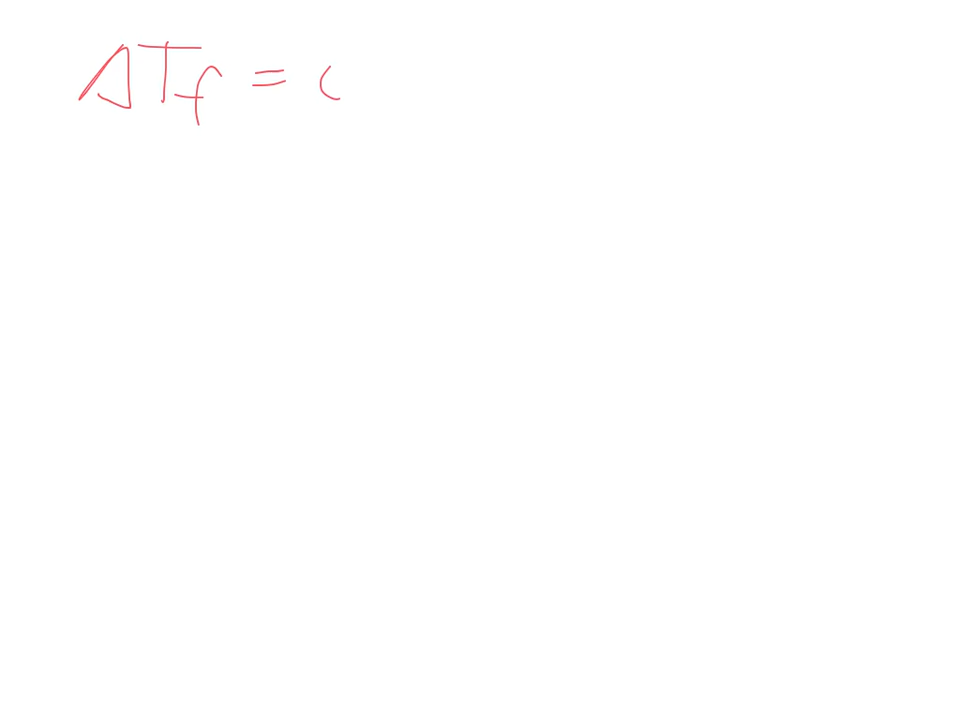 ΔTf = (